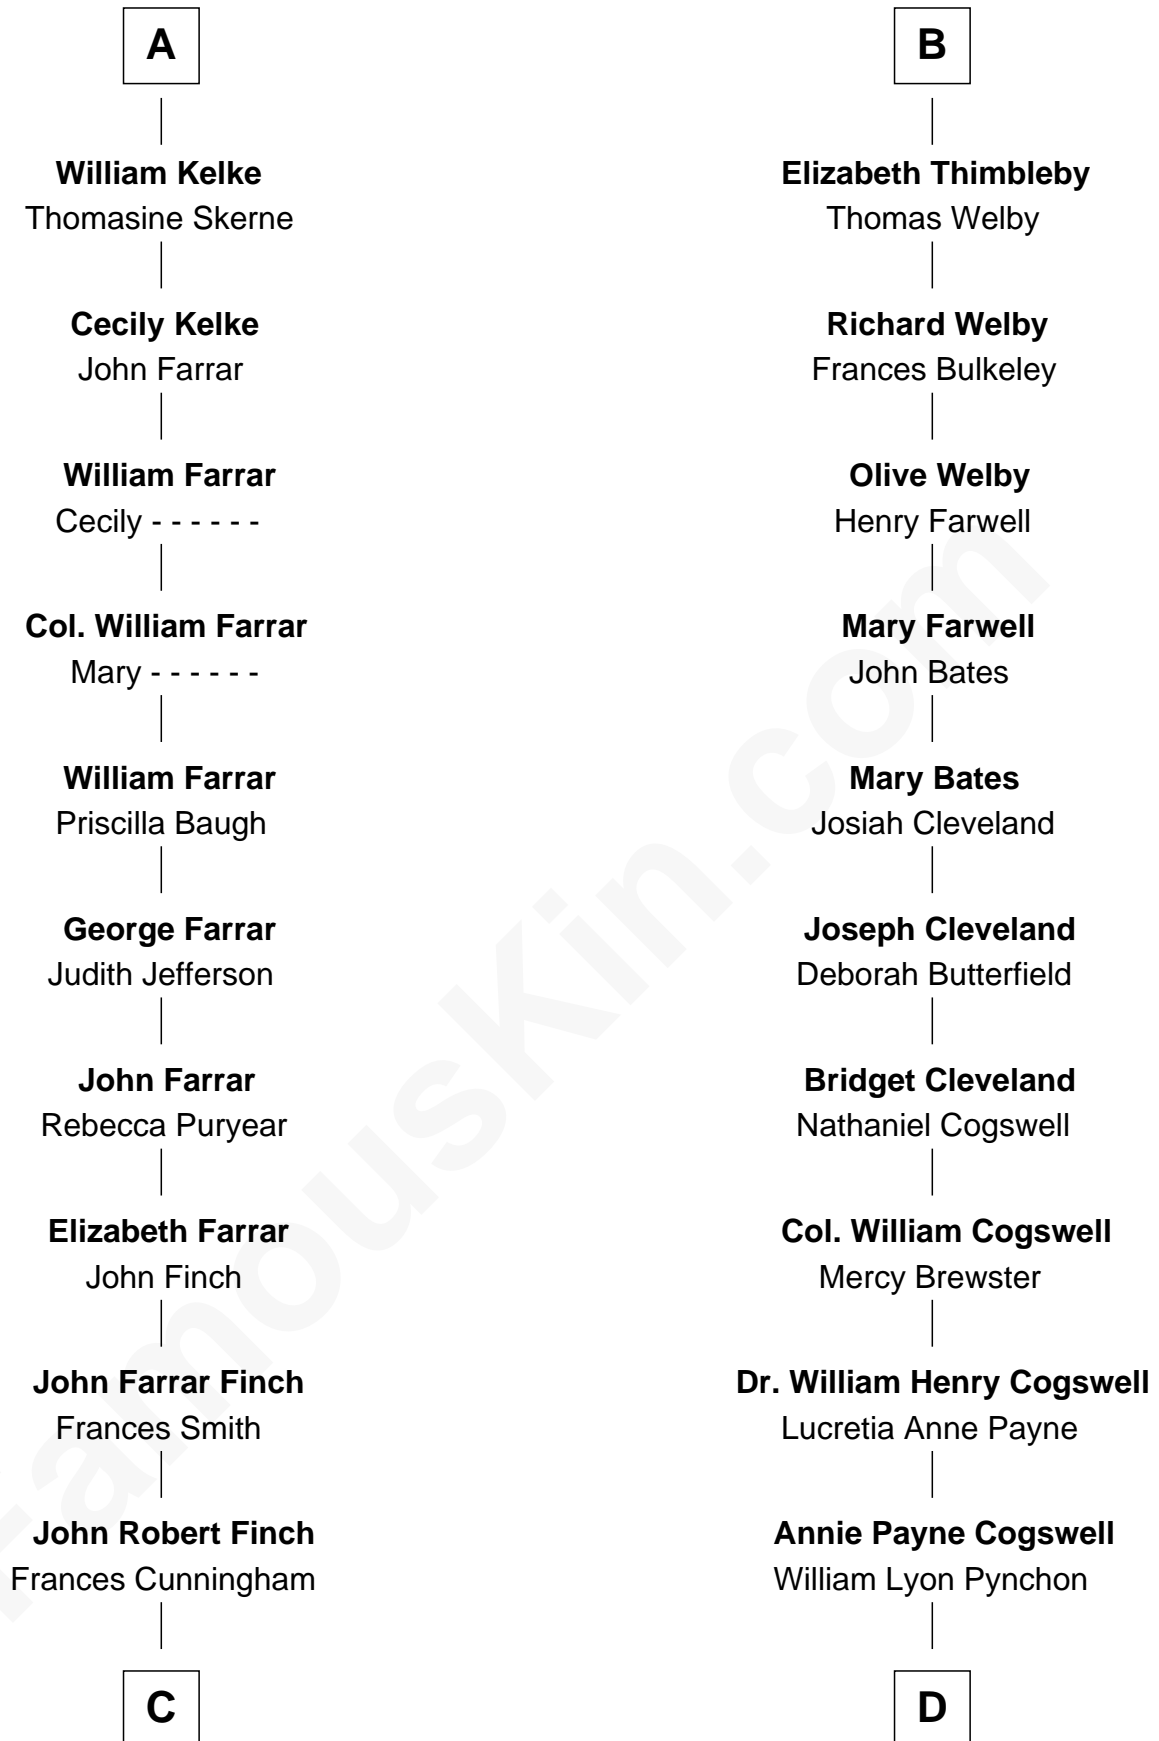 A
William Kelke
Thomasine Skerne
Cecily Kelke
John Farrar
William Farrar
Cecily - - - - - -
Col. William Farrar
Mary - - - - - -
William Farrar
Priscilla Baugh
George Farrar
Judith Jefferson
John Farrar
Rebecca Puryear
Elizabeth Farrar
John Finch
John Farrar Finch
Frances Smith
John Robert Finch
Frances Cunningham
C
B
Elizabeth Thimbleby
Thomas Welby
Richard Welby
Frances Bulkeley
Olive Welby
Henry Farwell
Mary Farwell
John Bates
Mary Bates
Josiah Cleveland
Joseph Cleveland
Deborah Butterfield
Bridget Cleveland
Nathaniel Cogswell
Col. William Cogswell
Mercy Brewster
Dr. William Henry Cogswell
Lucretia Anne Payne
Annie Payne Cogswell
William Lyon Pynchon
D
FamousKin.com